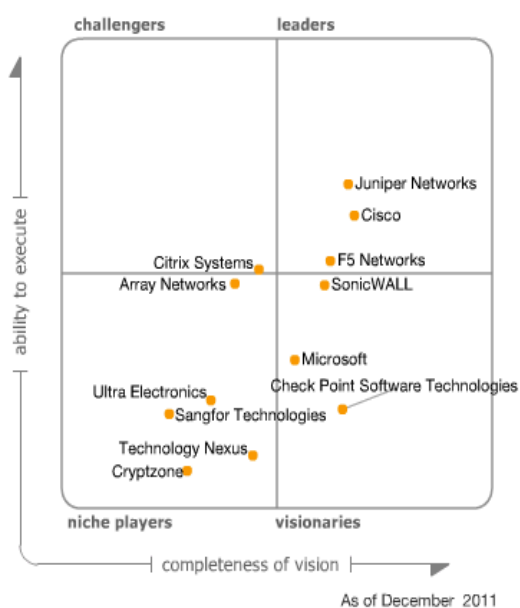 challengers
leaders
Juniper Networks
Cisco
F5 Networks
Citrix Systems
Array Networks
SonicWALL
Microsoft
Check Point Software Technologies
Ultra Electronics
Sangfor Technologies
Technology Nexus
Cryptzone
niche players
visionaries
ability to execute
completeness of vision
As of December 2011